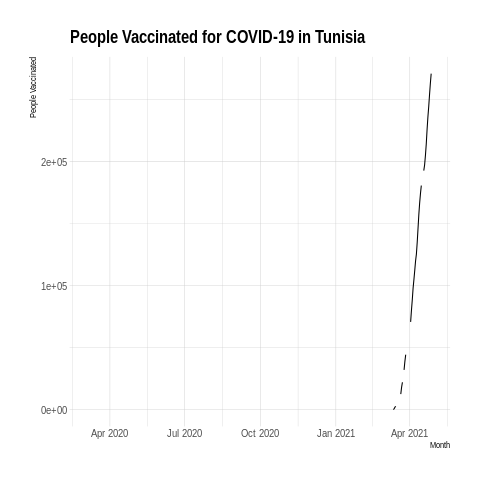 People Vaccinated for COVID-19 in Tunisia
People Vaccinated
2e+05
1e+05
0e+00
Apr 2020 Jul 2020 Oct 2020 Jan 2021 Apr 2021
Month